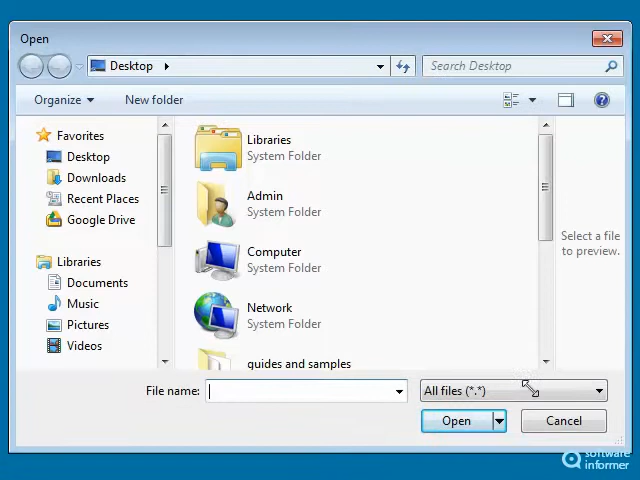 Open
Desktop
Search Desktop
Organize
New folder
Favorites
Desktop
Downloads
Recent Places
Google Drive
Libraries
Documents
Music
Pictures
Videos
Libraries
System Folder
Admin
System Folder
Computer
System Folder
Network
System Folder
guides and samples
Select a file
to preview.
File name:
All files (*.*)
Open
Cancel
software
informer